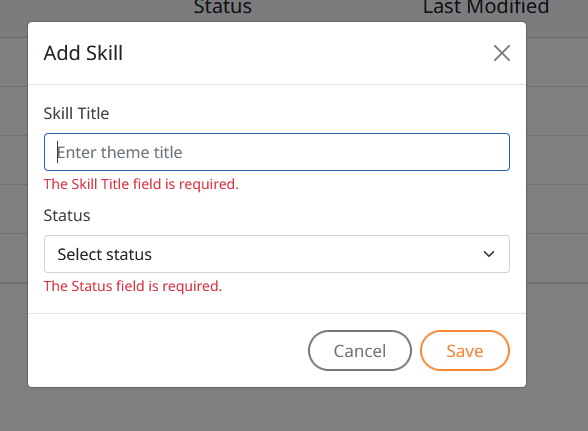 Status Last Modified
Add Skill
Skill Title
Enter theme title
The Skill Title field is required.
Status
Select status
The Status field is required.
Cancel Save